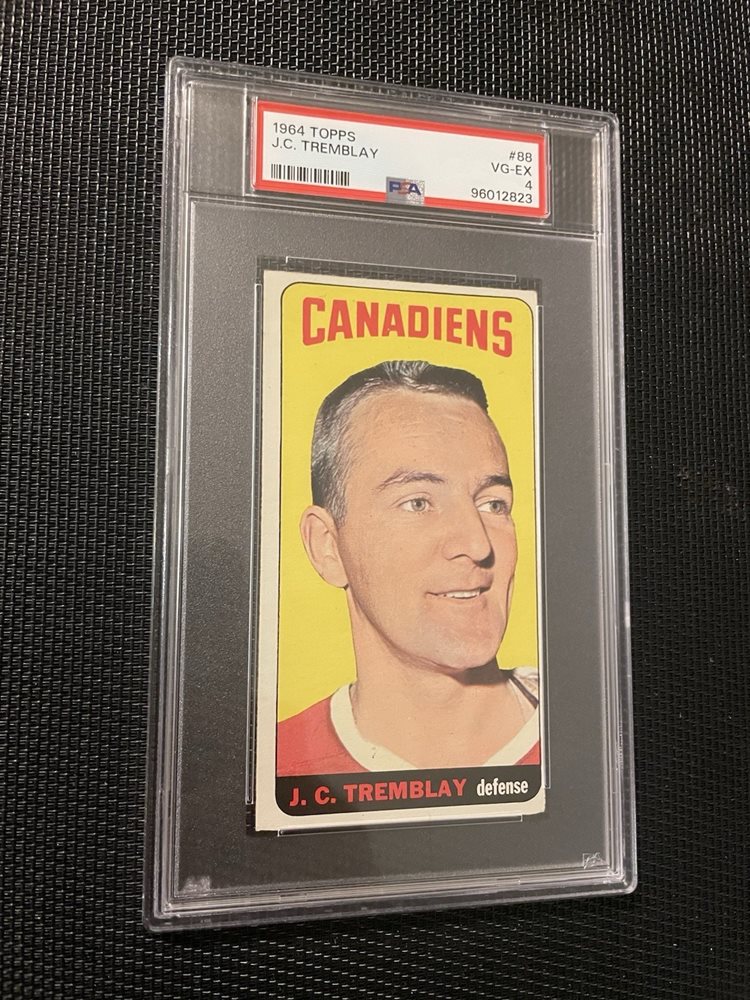 1964 TOPPS #88
J.C. TREMBLAY VG-EX
4
PSA 96012823
CANADIENS
J. C. TREMBLAY defense